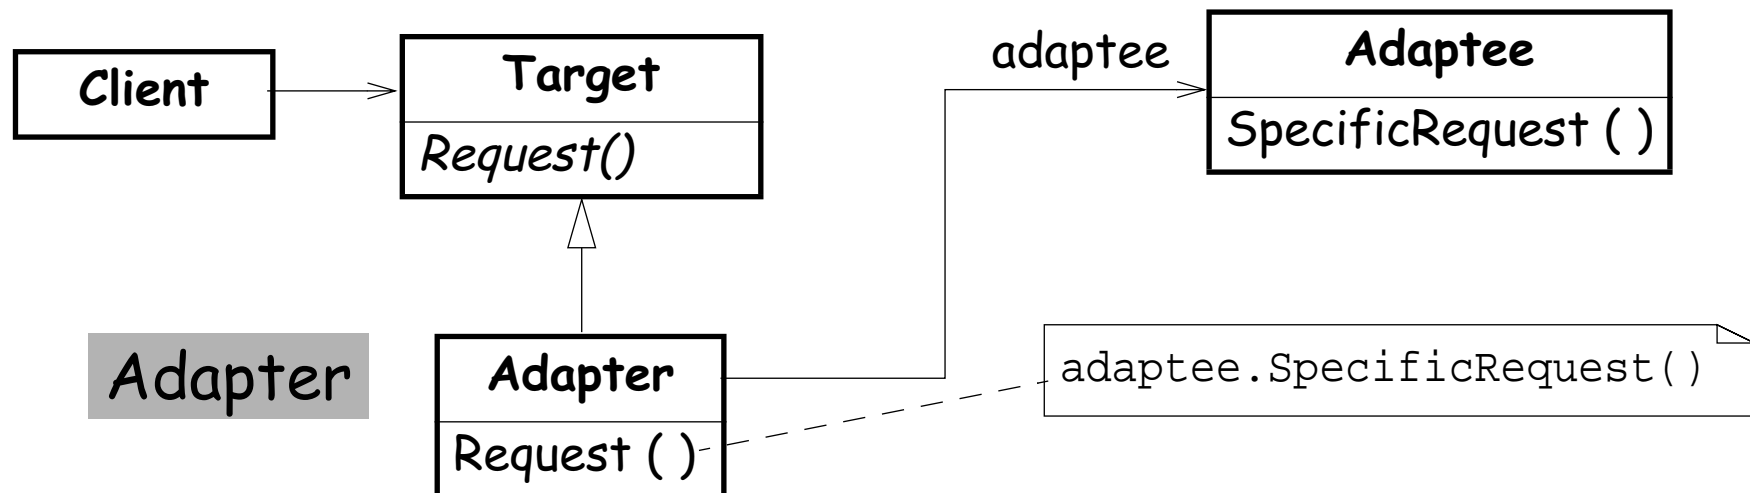 Client
Target
Request()
adaptee
Adaptee
SpecificRequest ( )
Adapter
Adapter
Request ( )
adaptee.SpecificRequest()